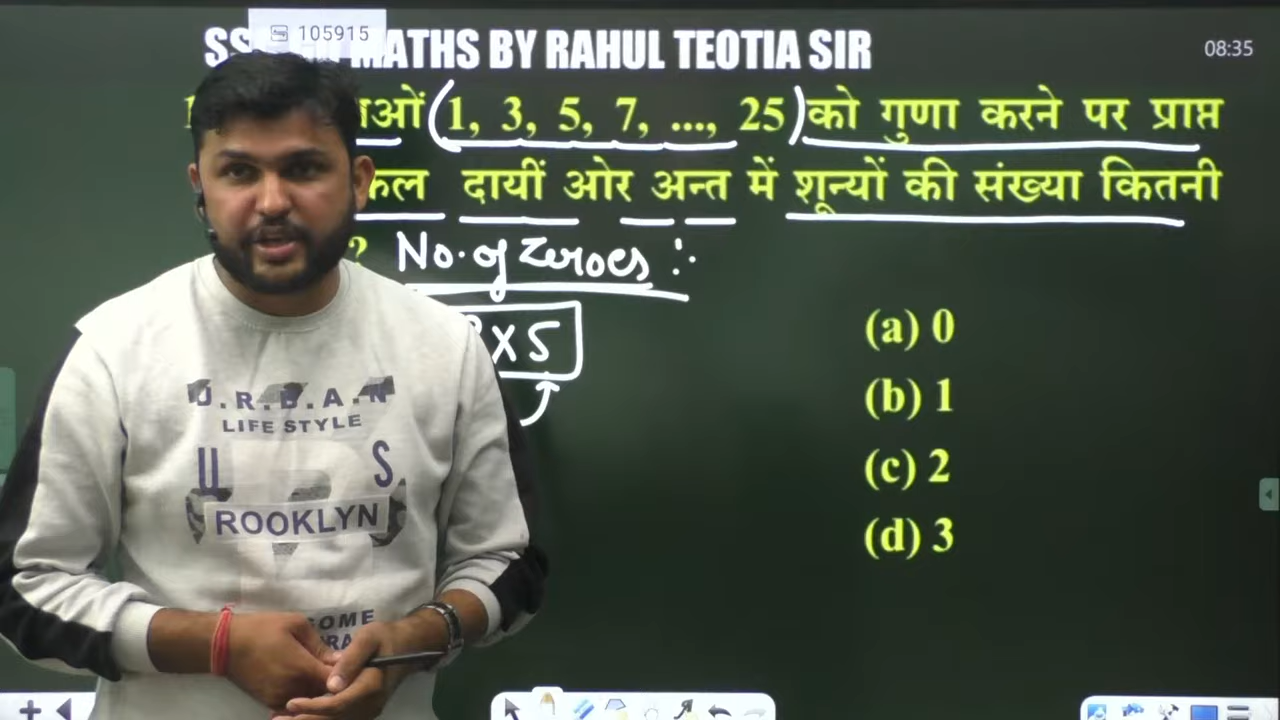 105915
MATHS BY RAHUL TEOTIA SIR
08:35
(1, 3, 5, 7, ..., 25) को गुणा करने पर प्राप्त
दायीं ओर अन्त में शून्यों की संख्या कितनी
? No. of zeroes :-
× 5
(a) 0
(b) 1
(c) 2
(d) 3
U.R.B.A.N
LIFE STYLE
U S
ROOKLYN